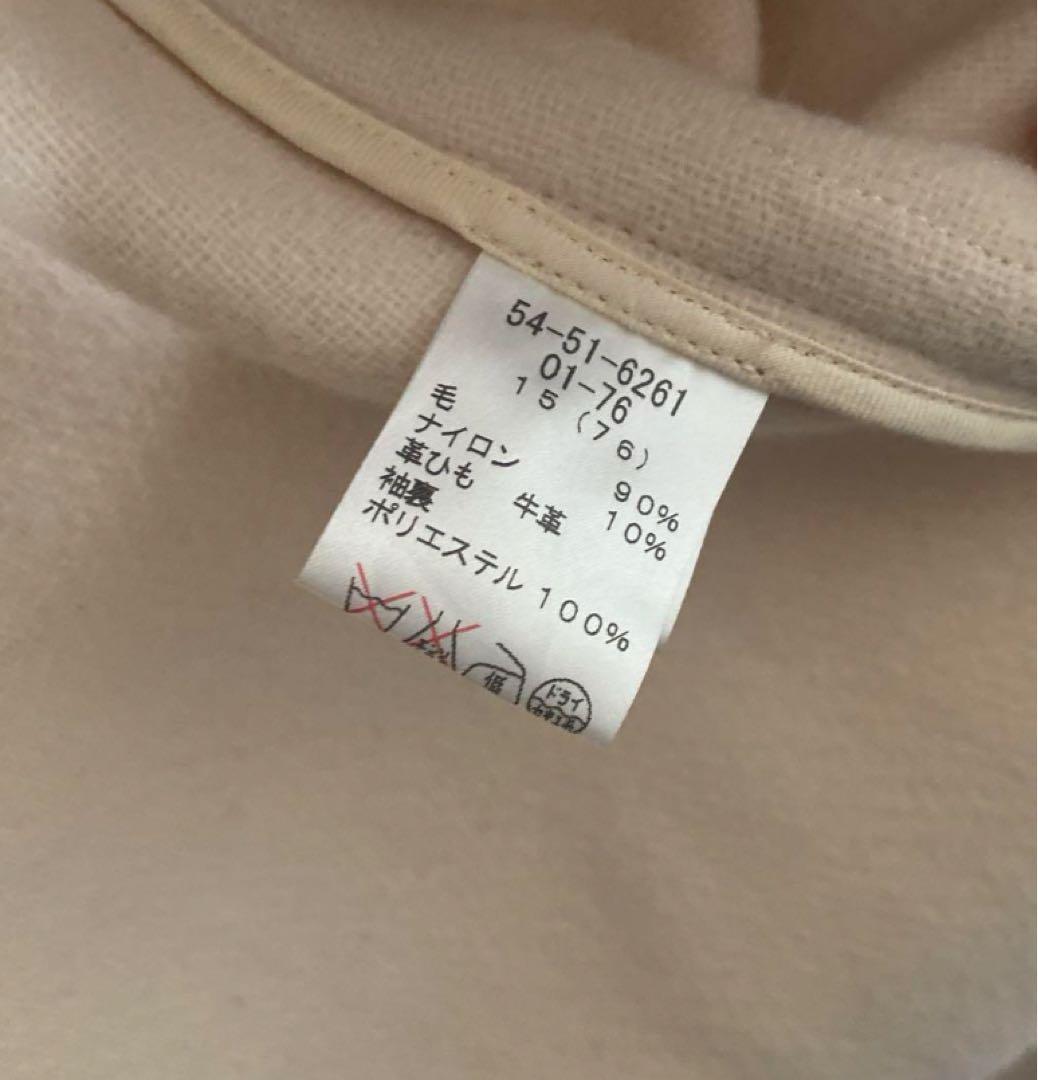 54-51-6261
01-76
15(76)
毛 90%
ナイロン 10%
革ひも 牛革
袖裏
ポリエステル 100%
低
ドライ